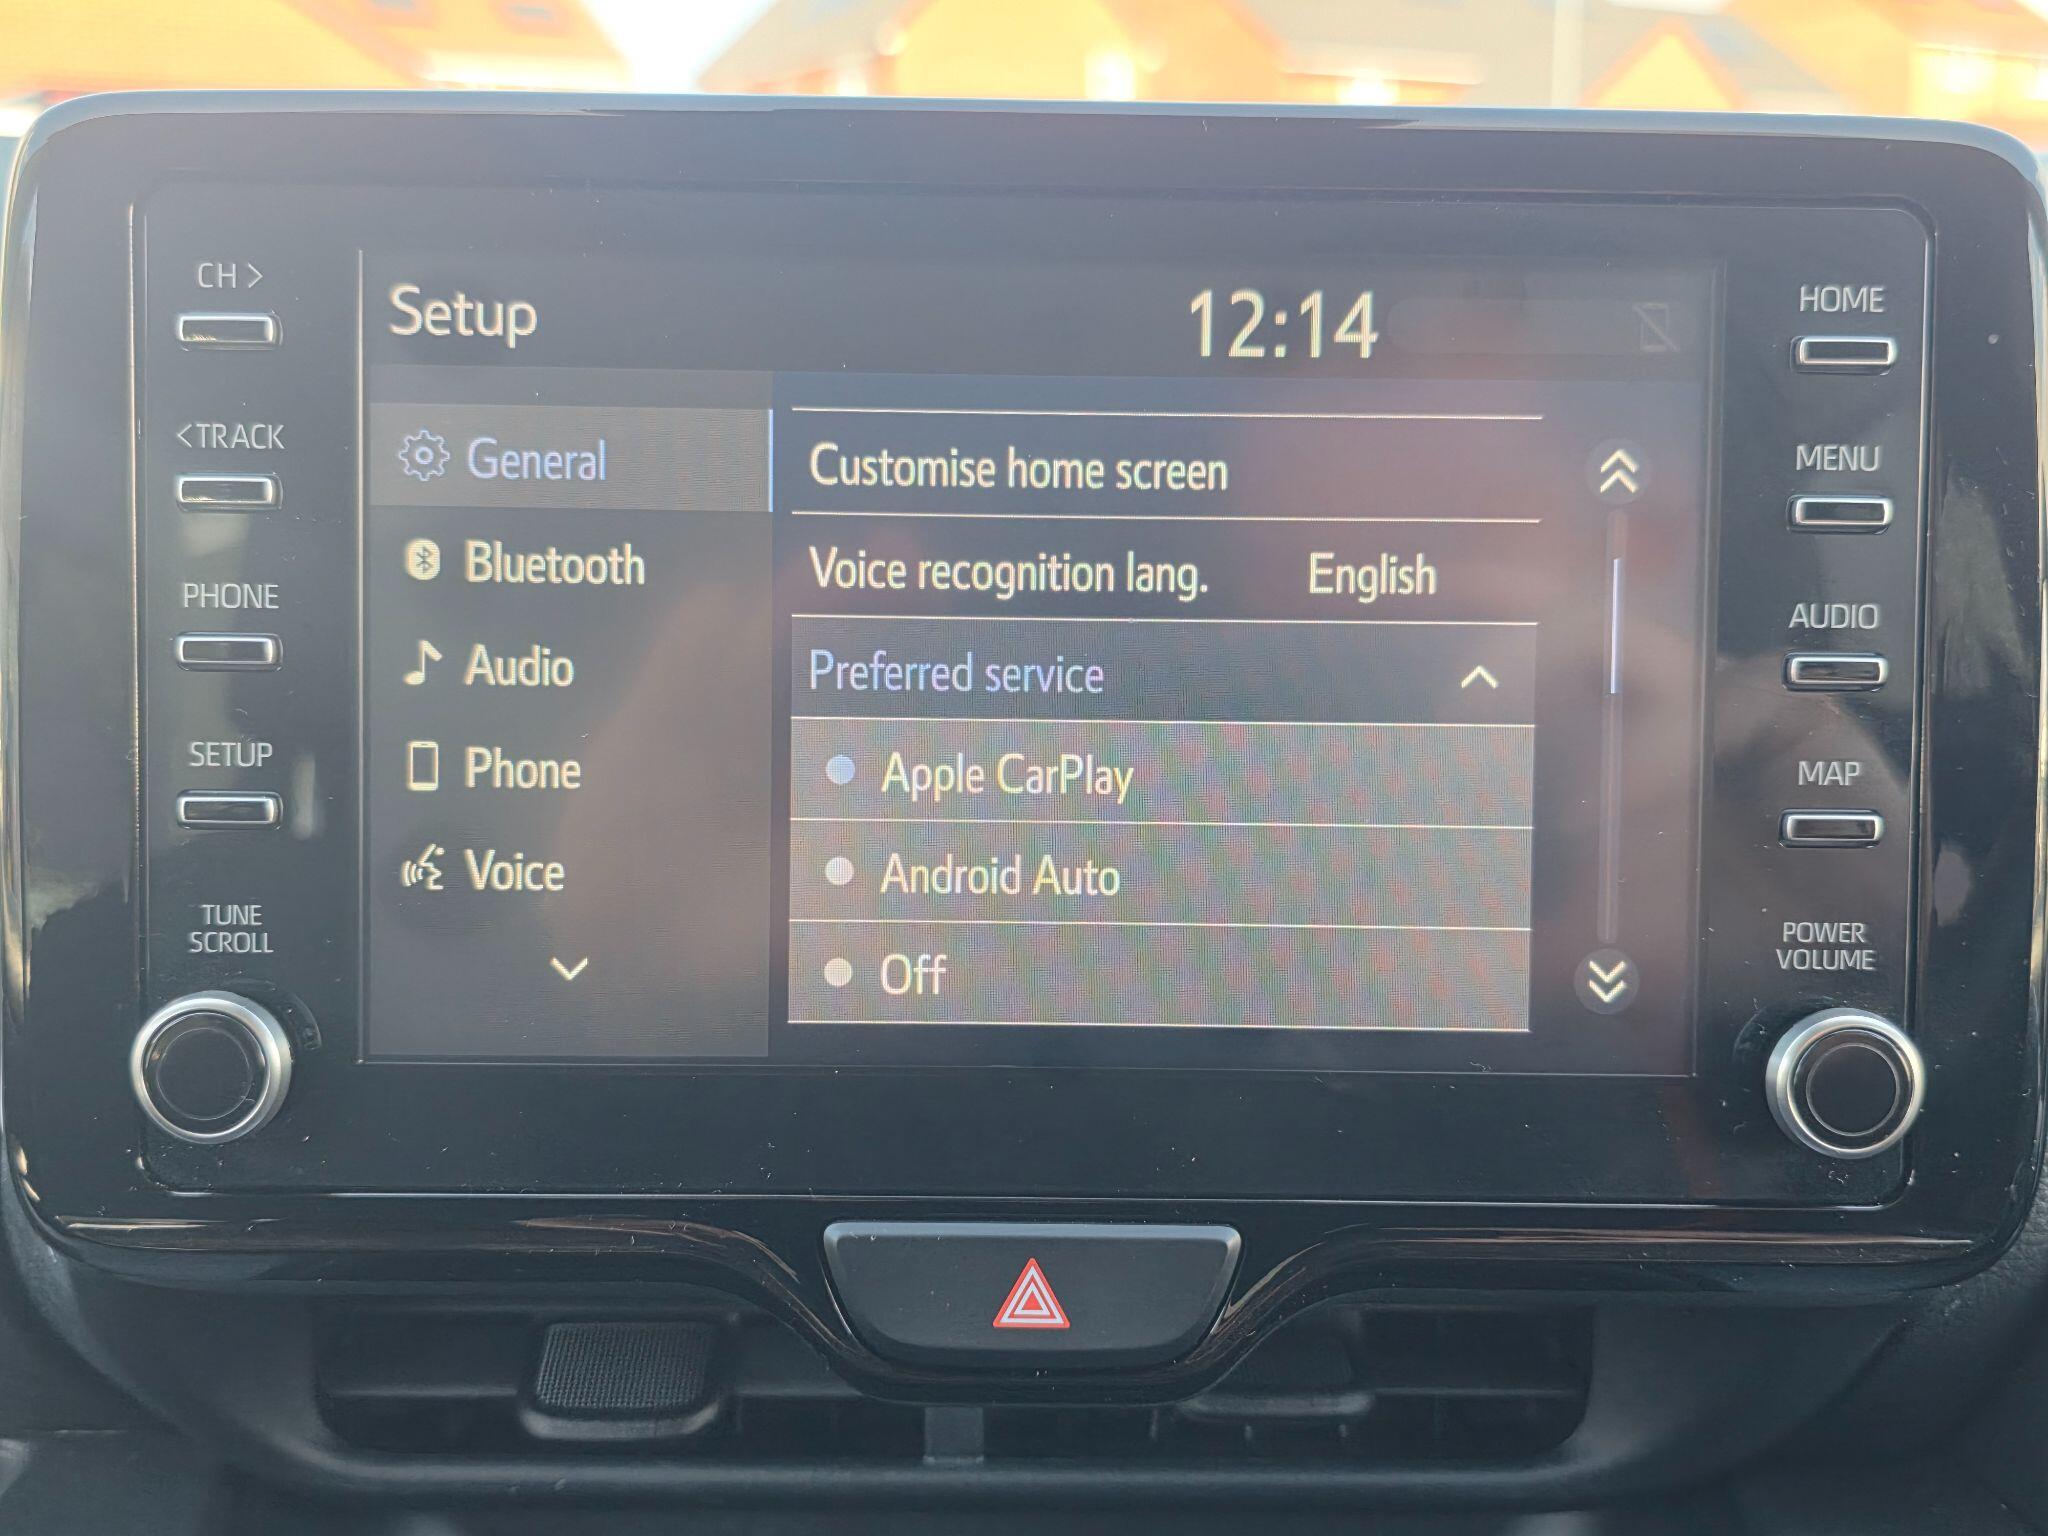 CH >
Setup
12:14
HOME
<TRACK
General
Customise home screen
MENU
Bluetooth
Voice recognition lang. English
PHONE
Audio
Preferred service
AUDIO
SETUP
Phone
Apple CarPlay
MAP
Voice
Android Auto
TUNE
SCROLL
Off
POWER
VOLUME